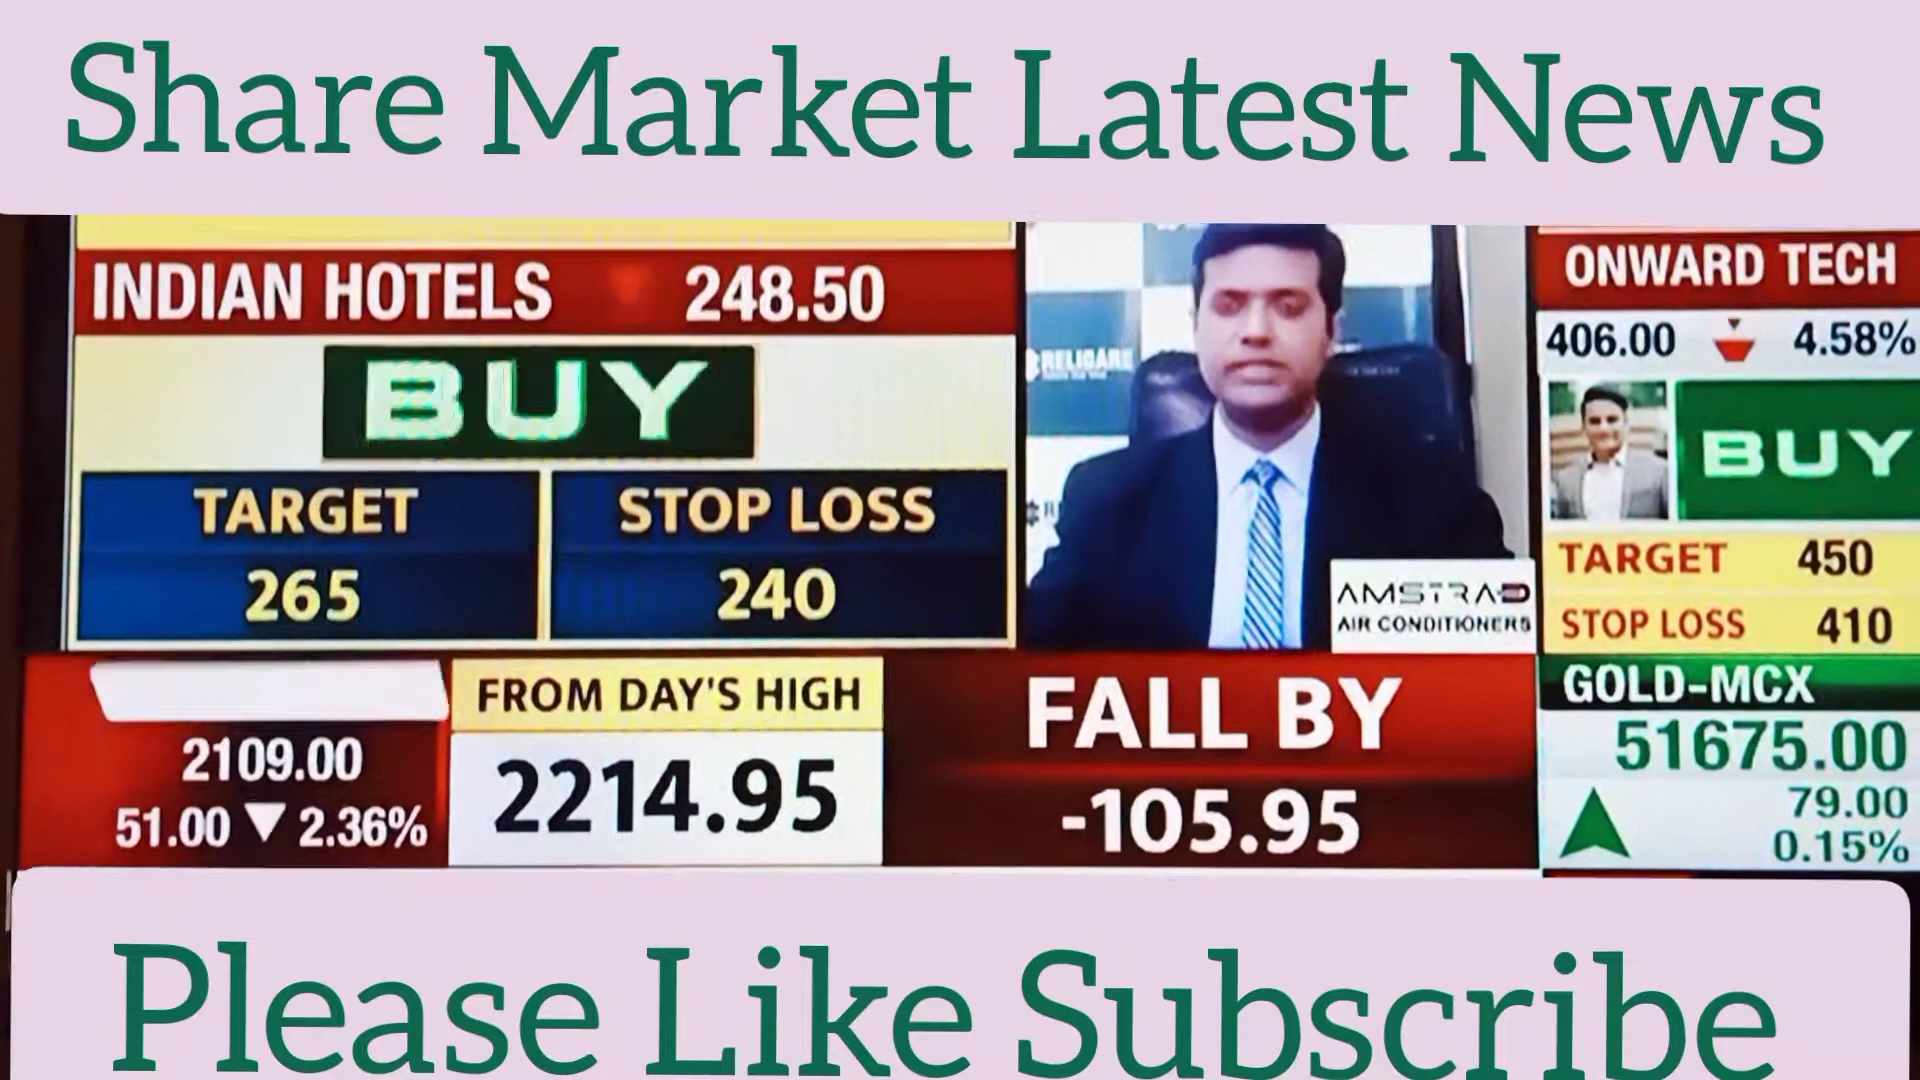 Share Market Latest News
INDIAN HOTELS 248.50
BUY
TARGET
265
STOP LOSS
240
RELIGARE
AMSTRAD
AIR CONDITIONERS
ONWARD TECH
406.00 4.58%
BUY
TARGET 450
STOP LOSS 410
2109.00
51.00 ▼ 2.36%
FROM DAY'S HIGH
2214.95
FALL BY
-105.95
GOLD-MCX
51675.00
79.00
0.15%
Please Like Subscribe